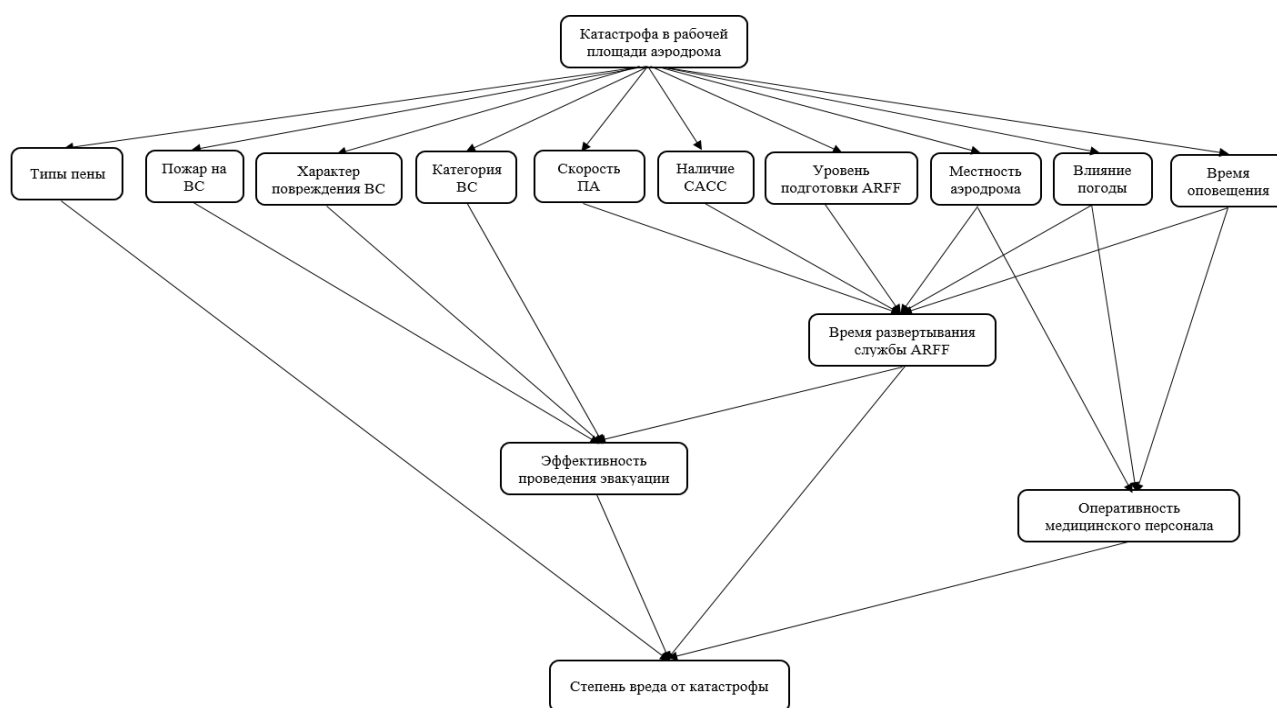 Катастрофа в рабочей
площади аэродрома
Типы пены
Пожар на
ВС
Характер
повреждения ВС
Категория
ВС
Скорость
ПА
Наличие
САСС
Уровень
подготовки ARFF
Местность
аэродрома
Влияние
погоды
Время
оповещения
Время развертывания
службы ARFF
Эффективность
проведения эвакуации
Оперативность
медицинского персонала
Степень вреда от катастрофы